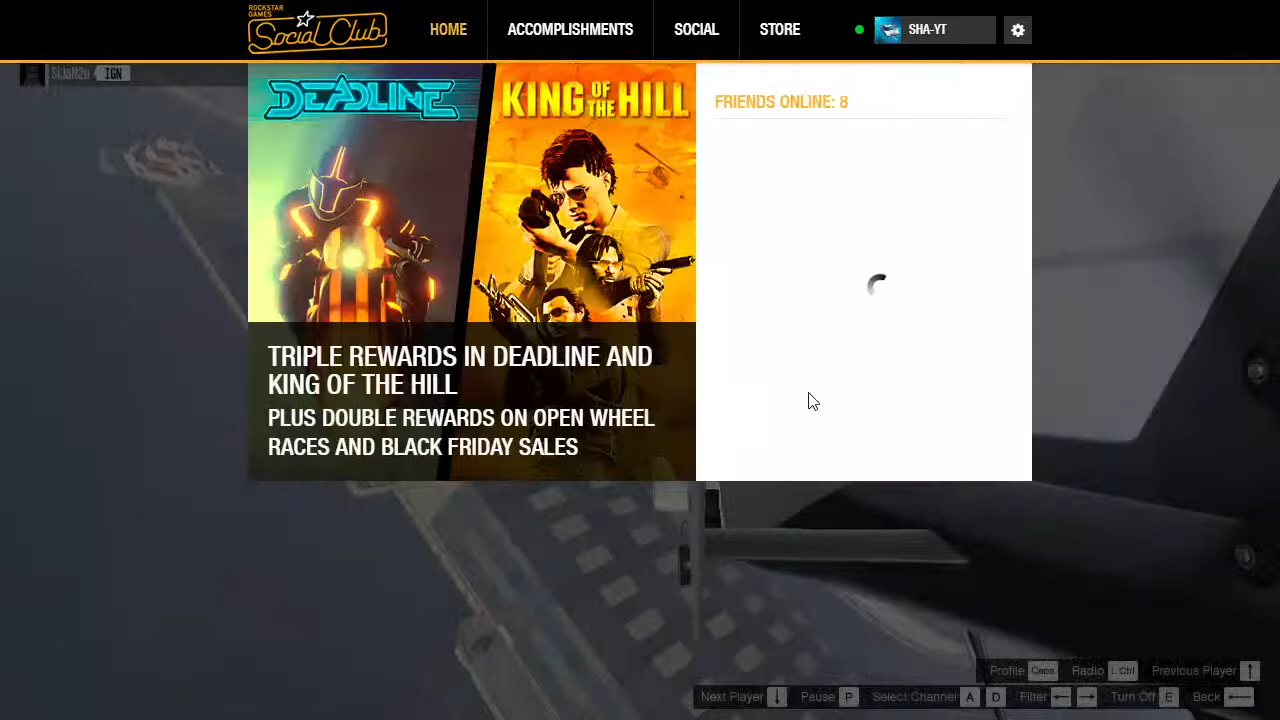 ROCKSTAR
GAMES
Social Club
HOME
ACCOMPLISHMENTS
SOCIAL
STORE
SHA-YT
IGN
DEADLINE
KING OF THE HILL
FRIENDS ONLINE: 8
TRIPLE REWARDS IN DEADLINE AND
KING OF THE HILL
PLUS DOUBLE REWARDS ON OPEN WHEEL
RACES AND BLACK FRIDAY SALES
Profile Caps Radio L Ctrl Previous Player ↑
Next Player ↓ Pause P Select Channel A D Filter ← → Turn Off E Back ←